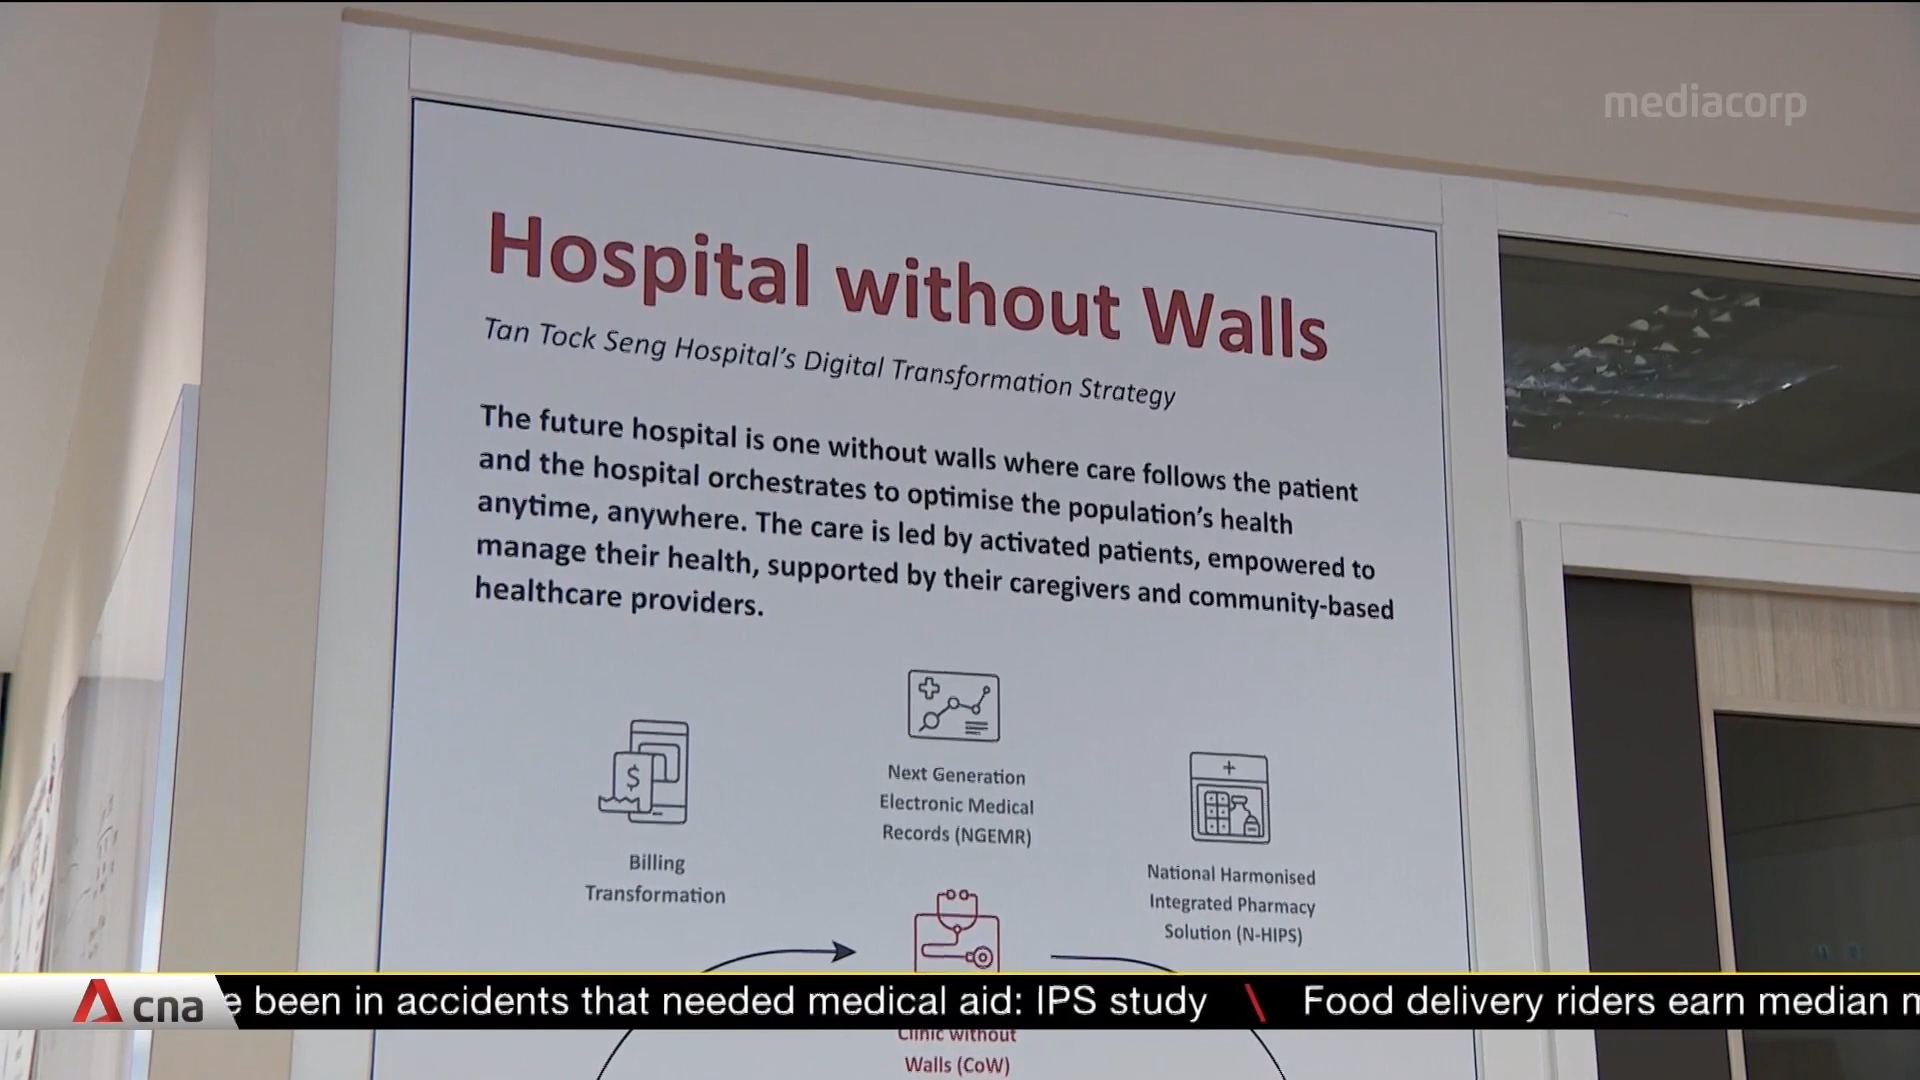 mediacorp
Hospital without Walls
Tan Tock Seng Hospital's Digital Transformation Strategy
The future hospital is one without walls where care follows the patient
and the hospital orchestrates to optimise the population's health
anytime, anywhere. The care is led by activated patients, empowered to
manage their health, supported by their caregivers and community-based
healthcare providers.
$
Billing
Transformation
Next Generation
Electronic Medical
Records (NGEMR)
National Harmonised
Integrated Pharmacy
Solution (N-HIPS)
Clinic without
Walls (CoW)
cna
e been in accidents that needed medical aid: IPS study \ Food delivery riders earn median